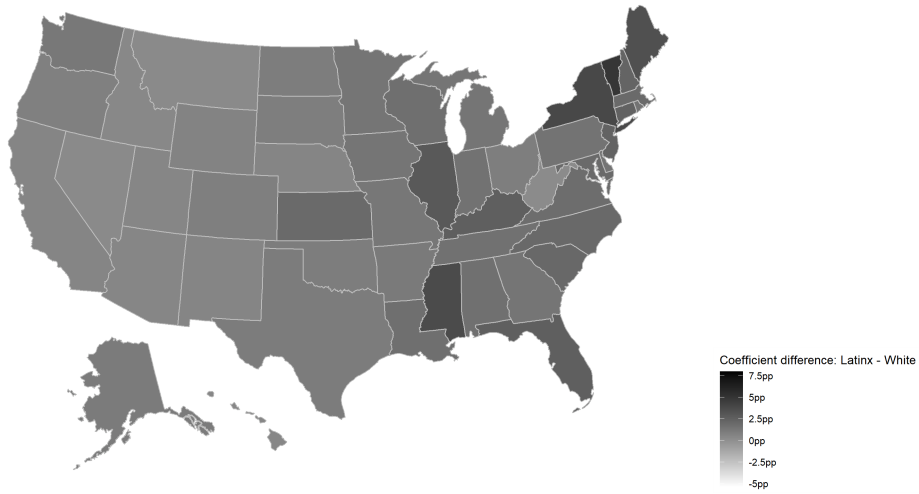 Coefficient difference: Latinx - White
7.5pp
5pp
2.5pp
0pp
-2.5pp
-5pp